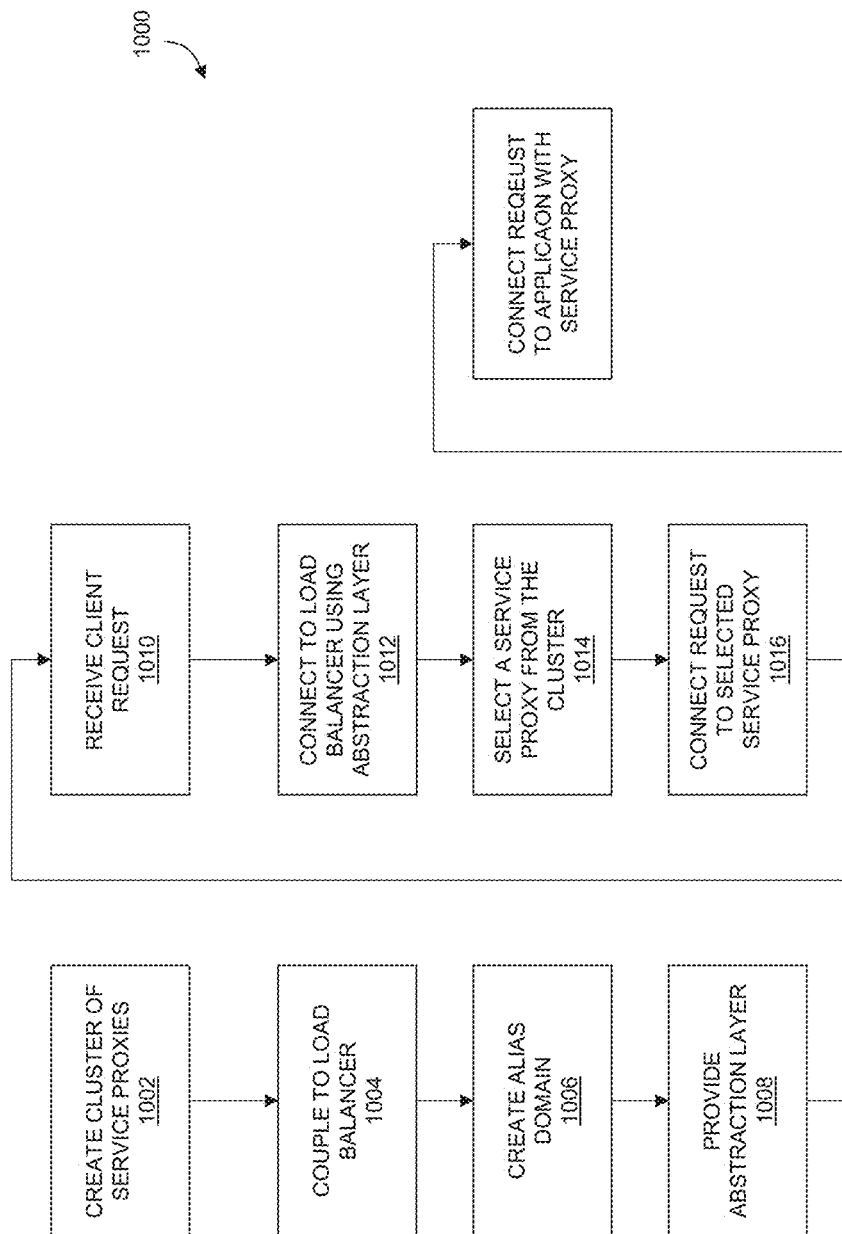 1000
CREATE CLUSTER OF
SERVICE PROXIES
1002
COUPLE TO LOAD
BALANCER
1004
CREATE ALIAS
DOMAIN
1006
PROVIDE
ABSTRACTION LAYER
1008
RECEIVE CLIENT
REQUEST
1010
CONNECT TO LOAD
BALANCER USING
ABSTRACTION LAYER
1012
SELECT A SERVICE
PROXY FROM THE
CLUSTER
1014
CONNECT REQUEST
TO SELECTED
SERVICE PROXY
1016
CONNECT REQEUST
TO APPLICAON WITH
SERVICE PROXY